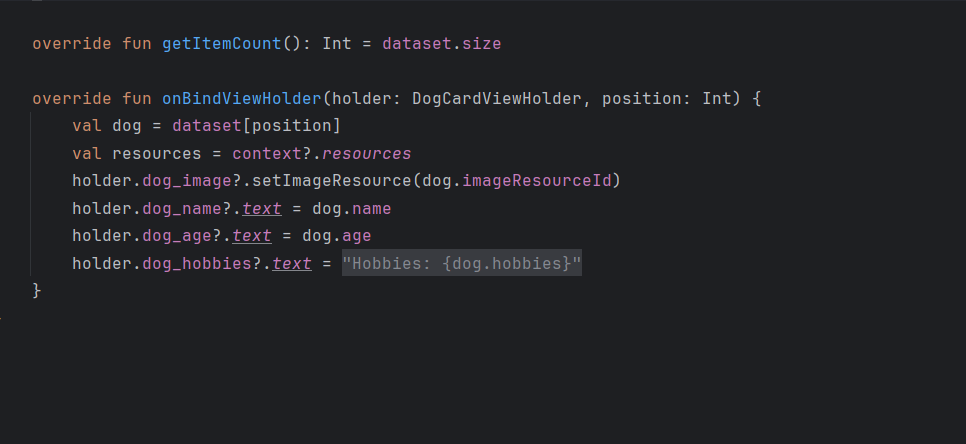 override fun getItemCount(): Int = dataset.size
override fun onBindViewHolder(holder: DogCardViewHolder, position: Int) {
val dog = dataset[position]
val resources = context?.resources
holder.dog_image?.setImageResource(dog.imageResourceId)
holder.dog_name?.text = dog.name
holder.dog_age?.text = dog.age
holder.dog_hobbies?.text = "Hobbies: {dog.hobbies}"
}